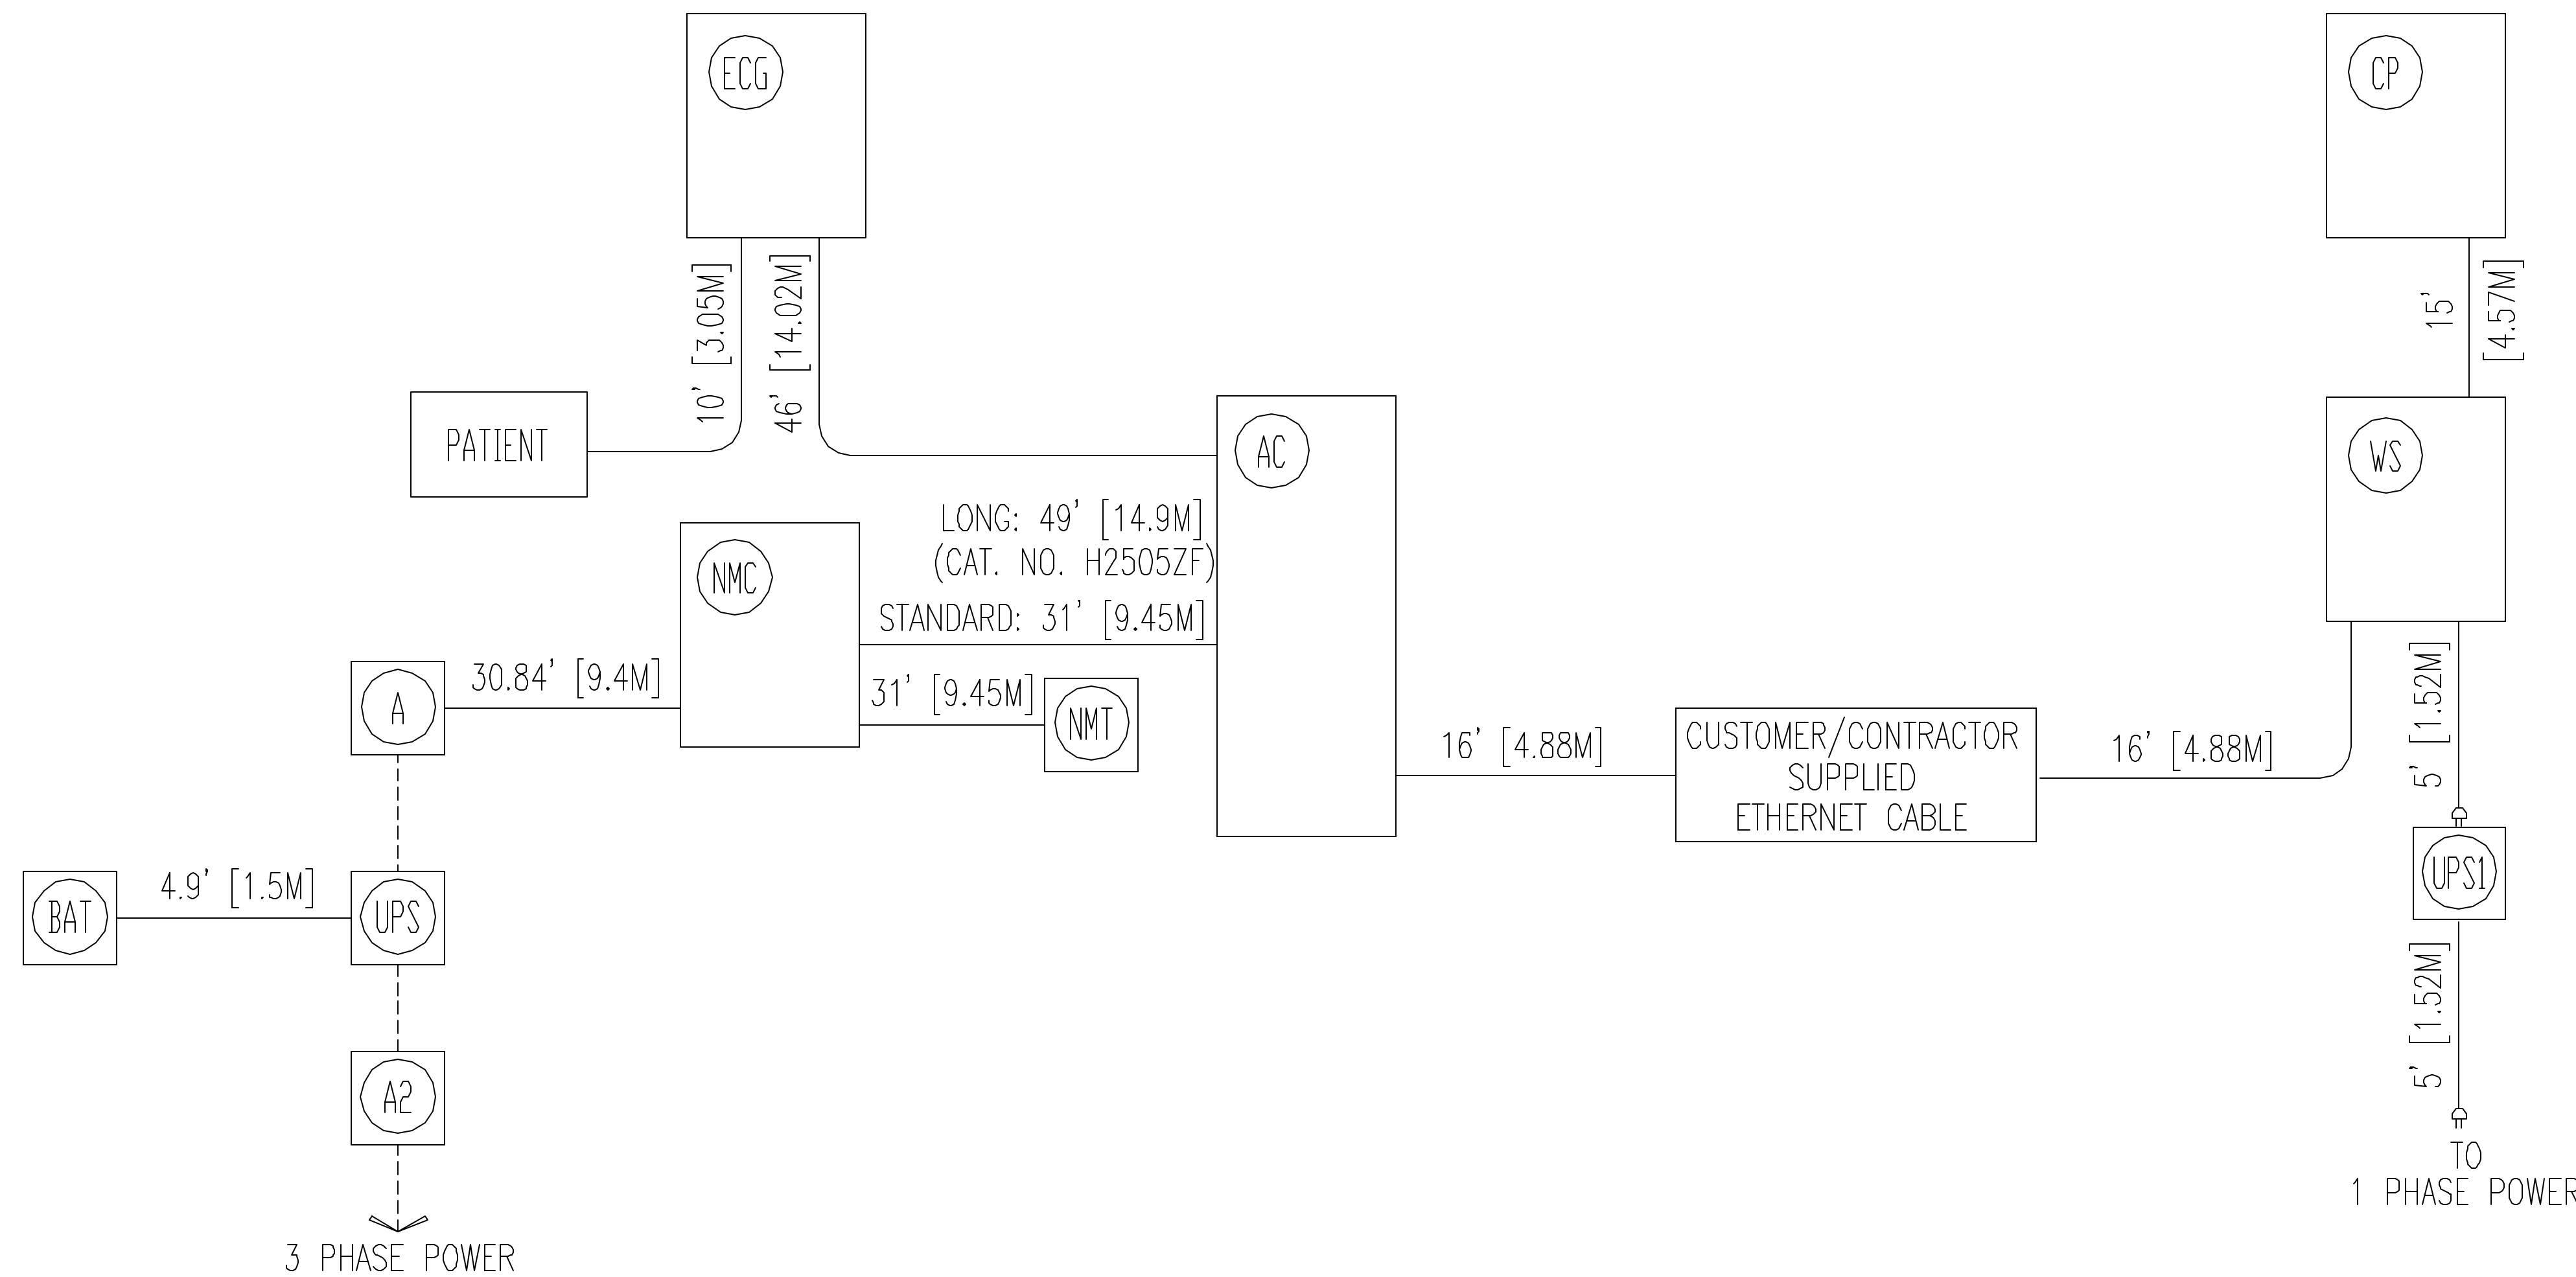 ECG
CP
10' [3.05M]
46' [14.02M]
15'
[4.57M]
PATIENT
AC
WS
LONG: 49' [14.9M]
(CAT. NO. H2505ZF)
STANDARD: 31' [9.45M]
NMC
30.84' [9.4M]
A
31' [9.45M]
NMT
16' [4.88M]
CUSTOMER/CONTRACTOR
SUPPLIED
ETHERNET CABLE
16' [4.88M]
5' [1.52M]
4.9' [1.5M]
BAT
UPS
UPS1
5' [1.52M]
A2
TO
1 PHASE POWER
3 PHASE POWER